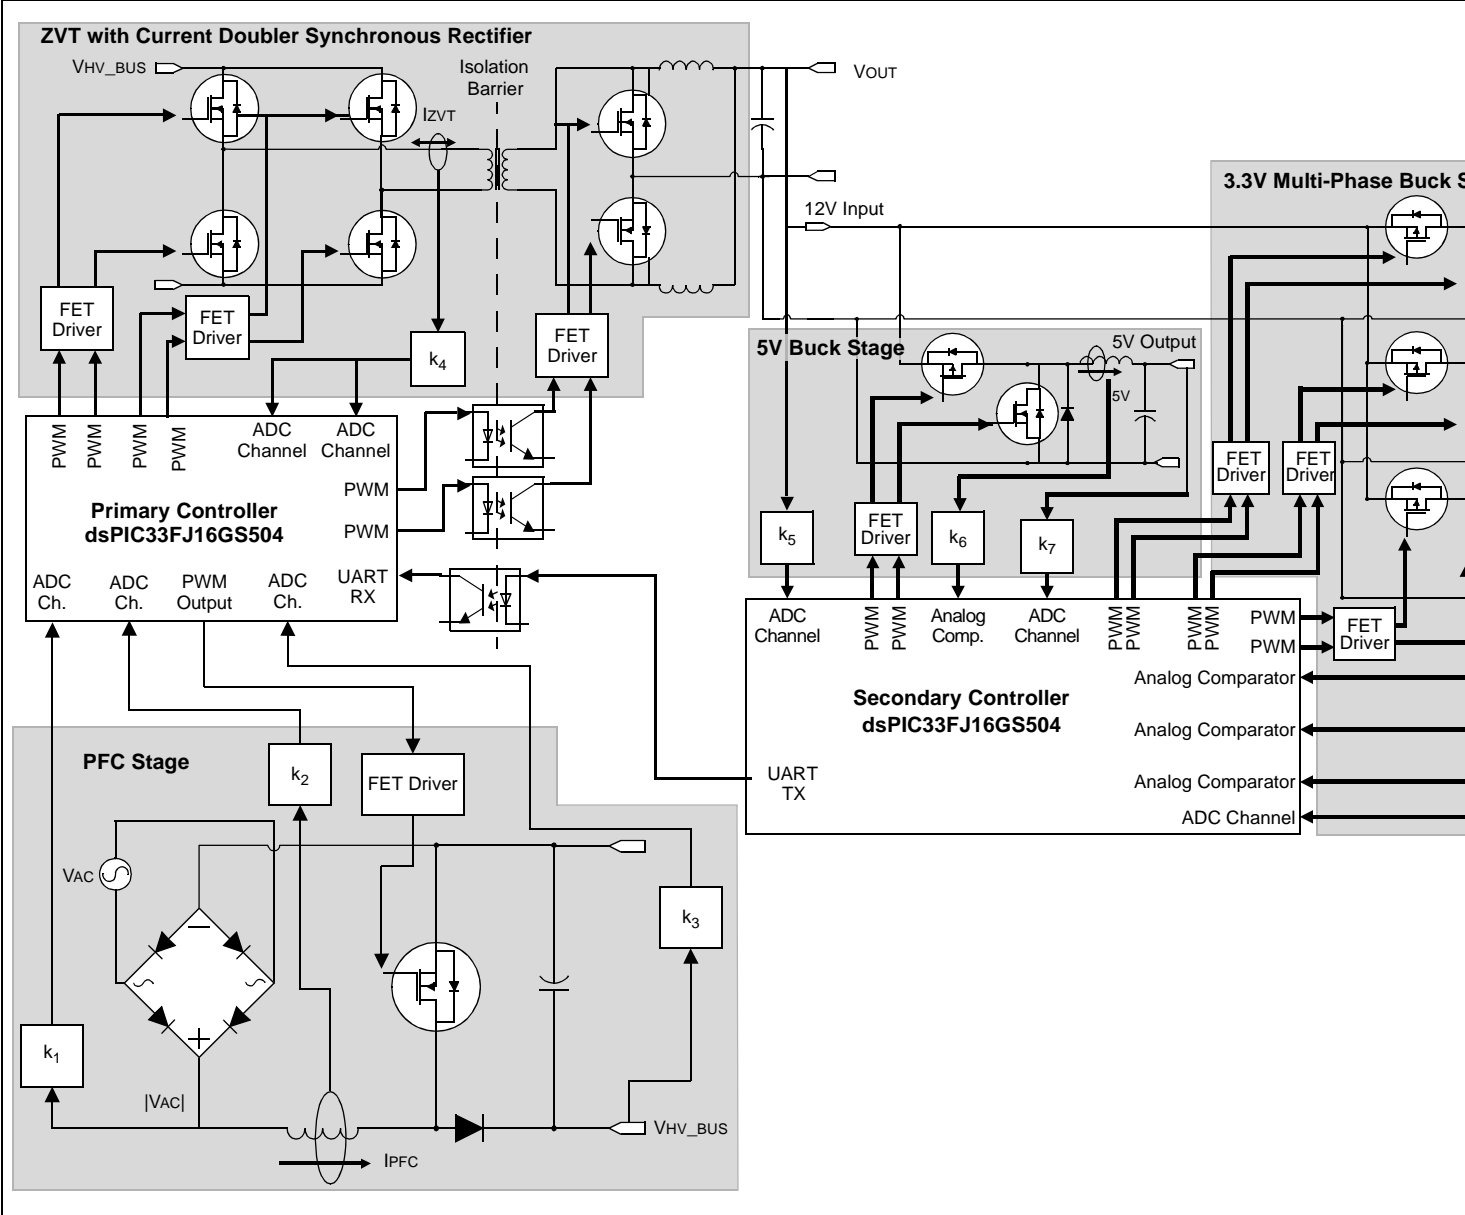 ZVT with Current Doubler Synchronous Rectifier
VHV_BUS
Isolation
Barrier
VOUT
IZVT
12V Input
3.3V Multi-Phase Buck S
FET
Driver
FET
Driver
k4
FET
Driver
5V Buck Stage
5V Output
5V
PWM
PWM
PWM
PWM
ADC
Channel
ADC
Channel
PWM
PWM
Primary Controller
dsPIC33FJ16GS504
ADC
Ch.
ADC
Ch.
PWM
Output
ADC
Ch.
UART
RX
k5
FET
Driver
k6
k7
FET
Driver
FET
Driver
ADC
Channel
PWM
PWM
Analog
Comp.
ADC
Channel
PWM
PWM
PWM
PWM
PWM
PWM
FET
Driver
Analog Comparator
Secondary Controller
dsPIC33FJ16GS504
Analog Comparator
UART
TX
Analog Comparator
ADC Channel
PFC Stage
k2
FET Driver
VAC
k3
k1
|VAC|
VHV_BUS
IPFC